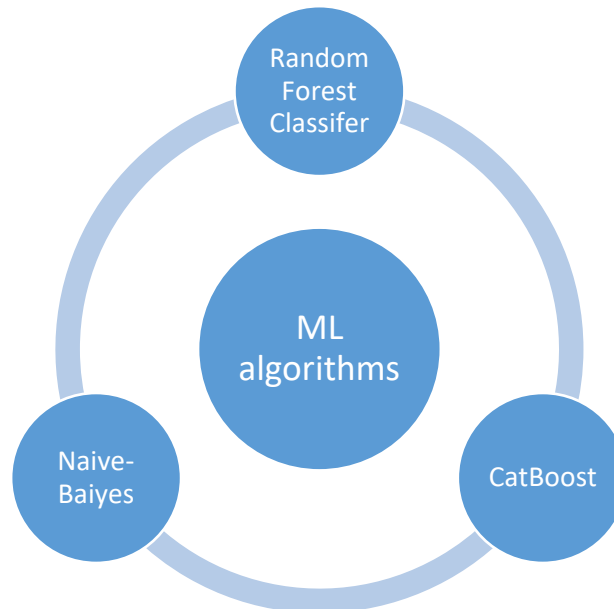 Random
Forest
Classifer
ML
algorithms
Naive-
Baiyes
CatBoost